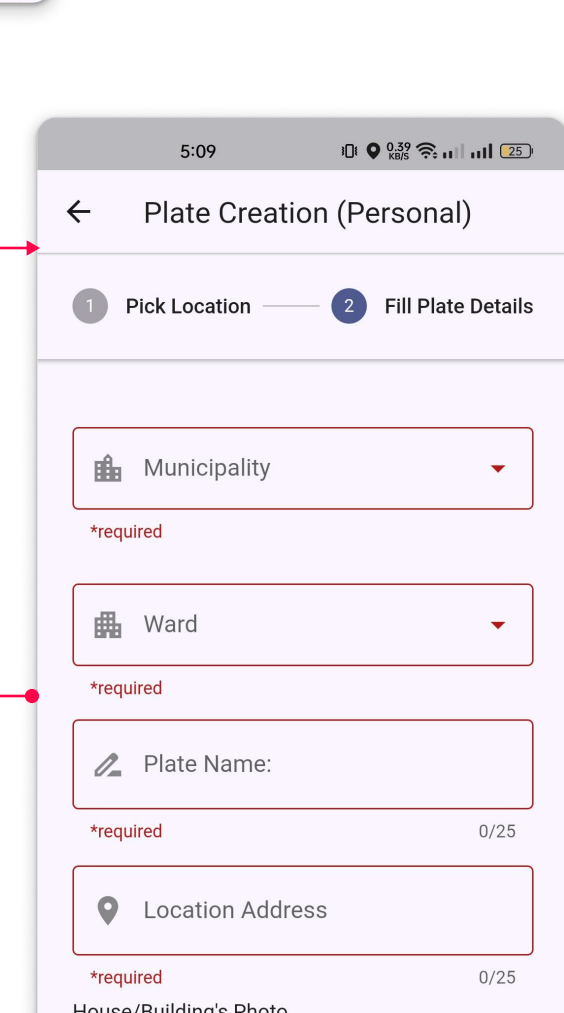 5:09 0.39 KB/S 25
Plate Creation (Personal)
1 Pick Location 2 Fill Plate Details
Municipality
*required
Ward
*required
Plate Name:
*required 0/25
Location Address
*required 0/25
House/Building's Photo